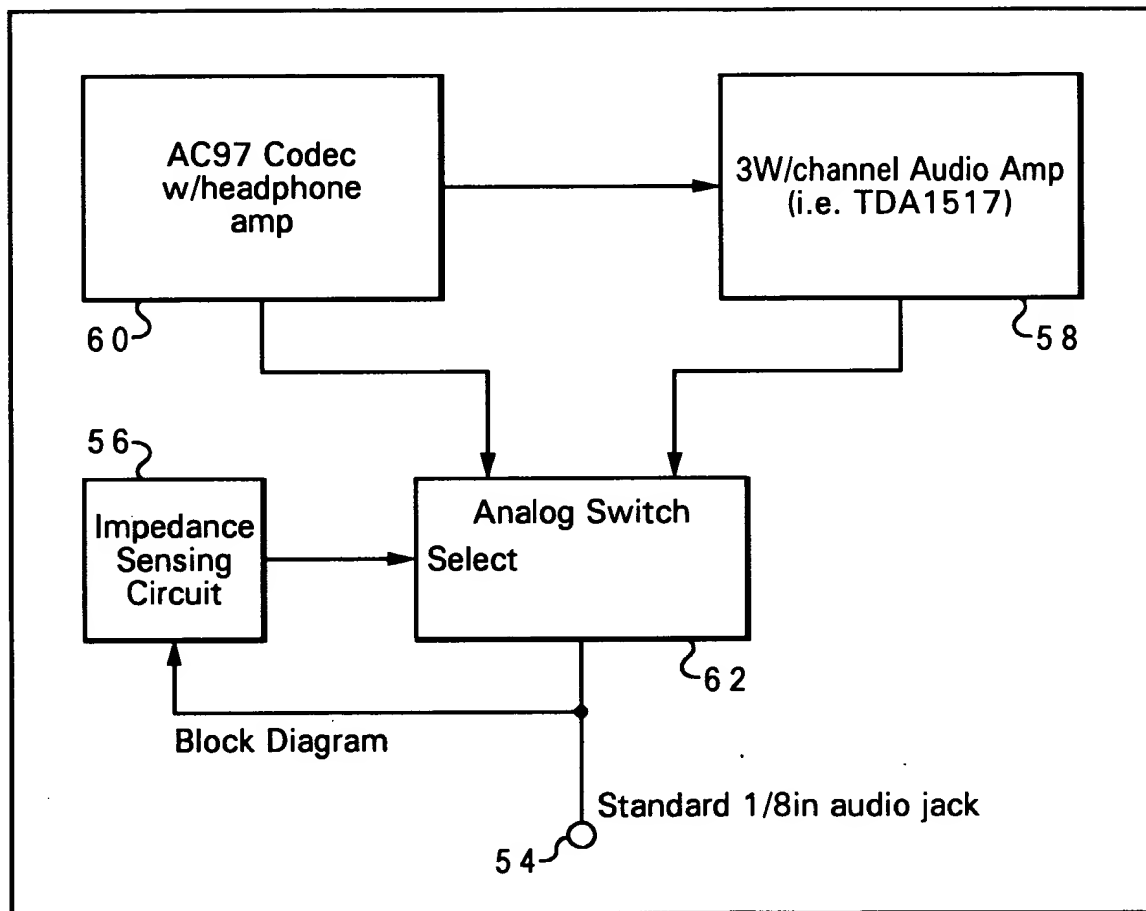 AC97 Codec
w/headphone
amp
3W/channel Audio Amp
(i.e. TDA1517)
60
58
56
Impedance
Sensing
Circuit
Analog Switch
Select
62
Block Diagram
Standard 1/8in audio jack
54